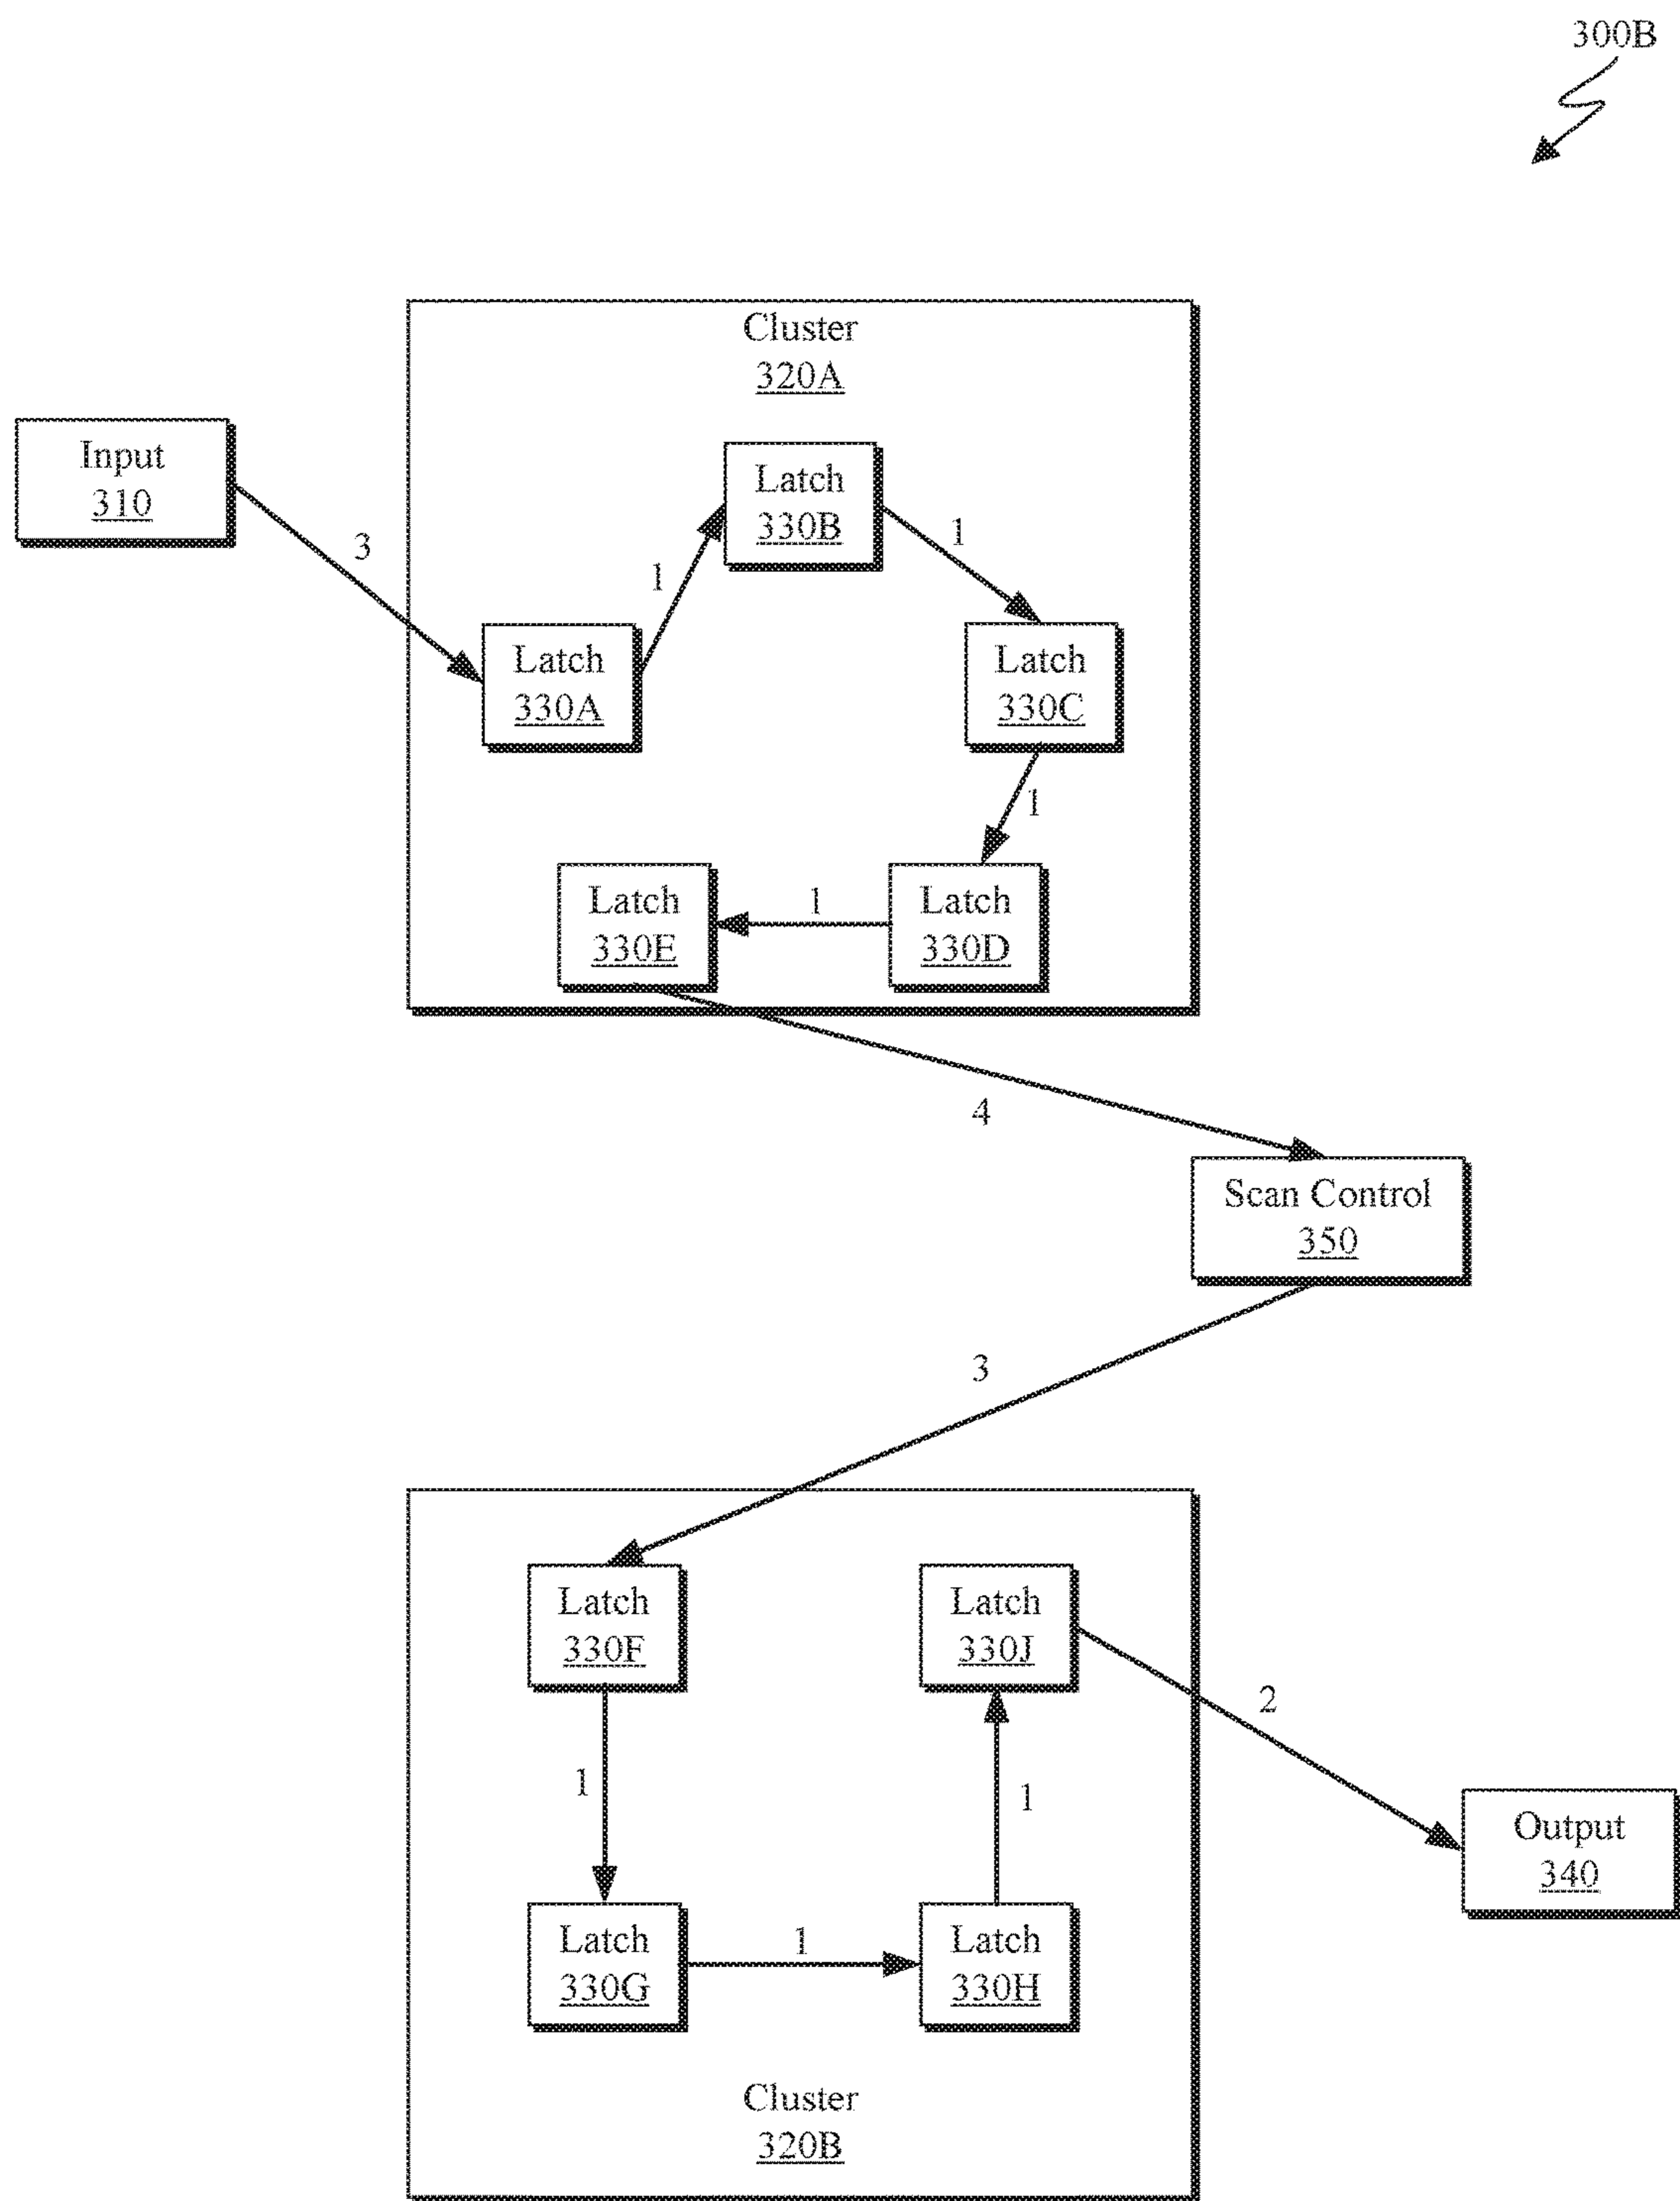 300B
Cluster
320A
Input
310
3
Latch
330B
1
1
Latch
330A
Latch
330C
1
Latch
330E
1
Latch
330D
4
Scan Control
350
3
Latch
330F
Latch
330J
2
1
1
Output
340
Latch
330G
1
Latch
330H
Cluster
320B